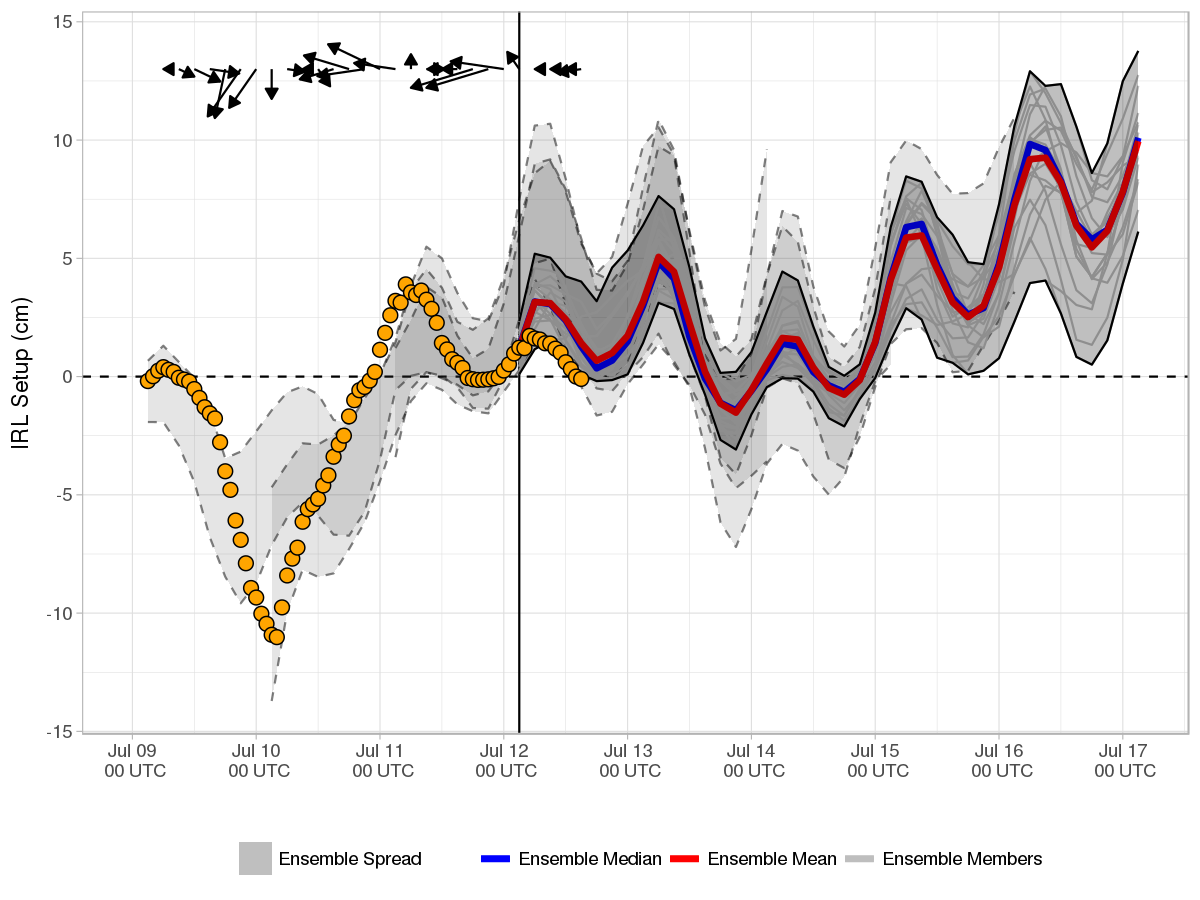 IRL Setup (cm)
15
10
5
0
-5
-10
-15
Jul 09 Jul 10 Jul 11 Jul 12 Jul 13 Jul 14 Jul 15 Jul 16 Jul 17
00 UTC 00 UTC 00 UTC 00 UTC 00 UTC 00 UTC 00 UTC 00 UTC 00 UTC
Ensemble Spread Ensemble Median Ensemble Mean Ensemble Members